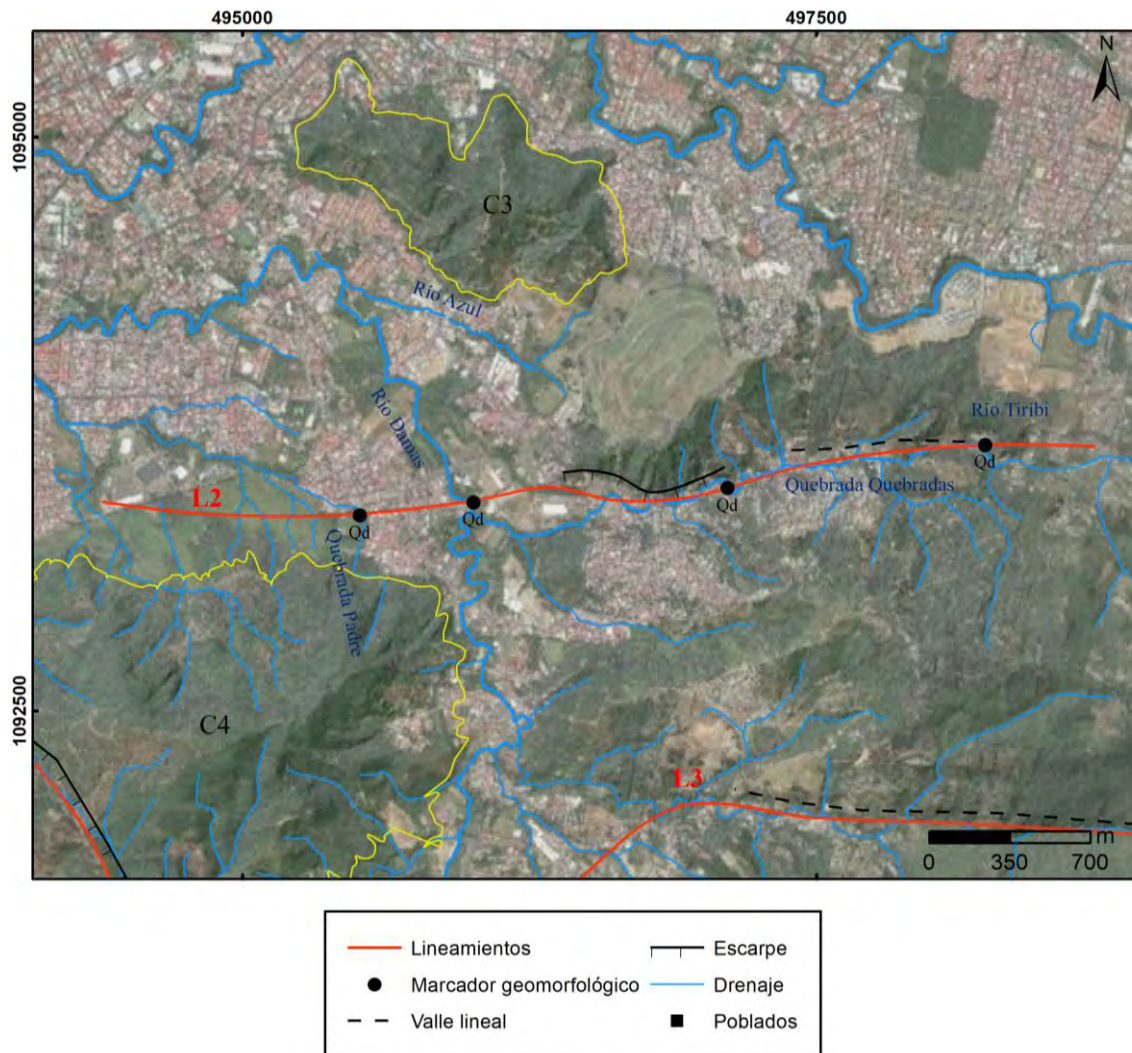 495000
497500
N
1095000
C3
Río Azul
Río Damas
Río Tiribi
L2
Qd
Qd
Qd
Qd
Quebrada Quebradas
Quebrada Padre
1092500
C4
L3
m
0 350 700
Lineamientos
Escarpe
Marcador geomorfológico
Drenaje
Valle lineal
Poblados